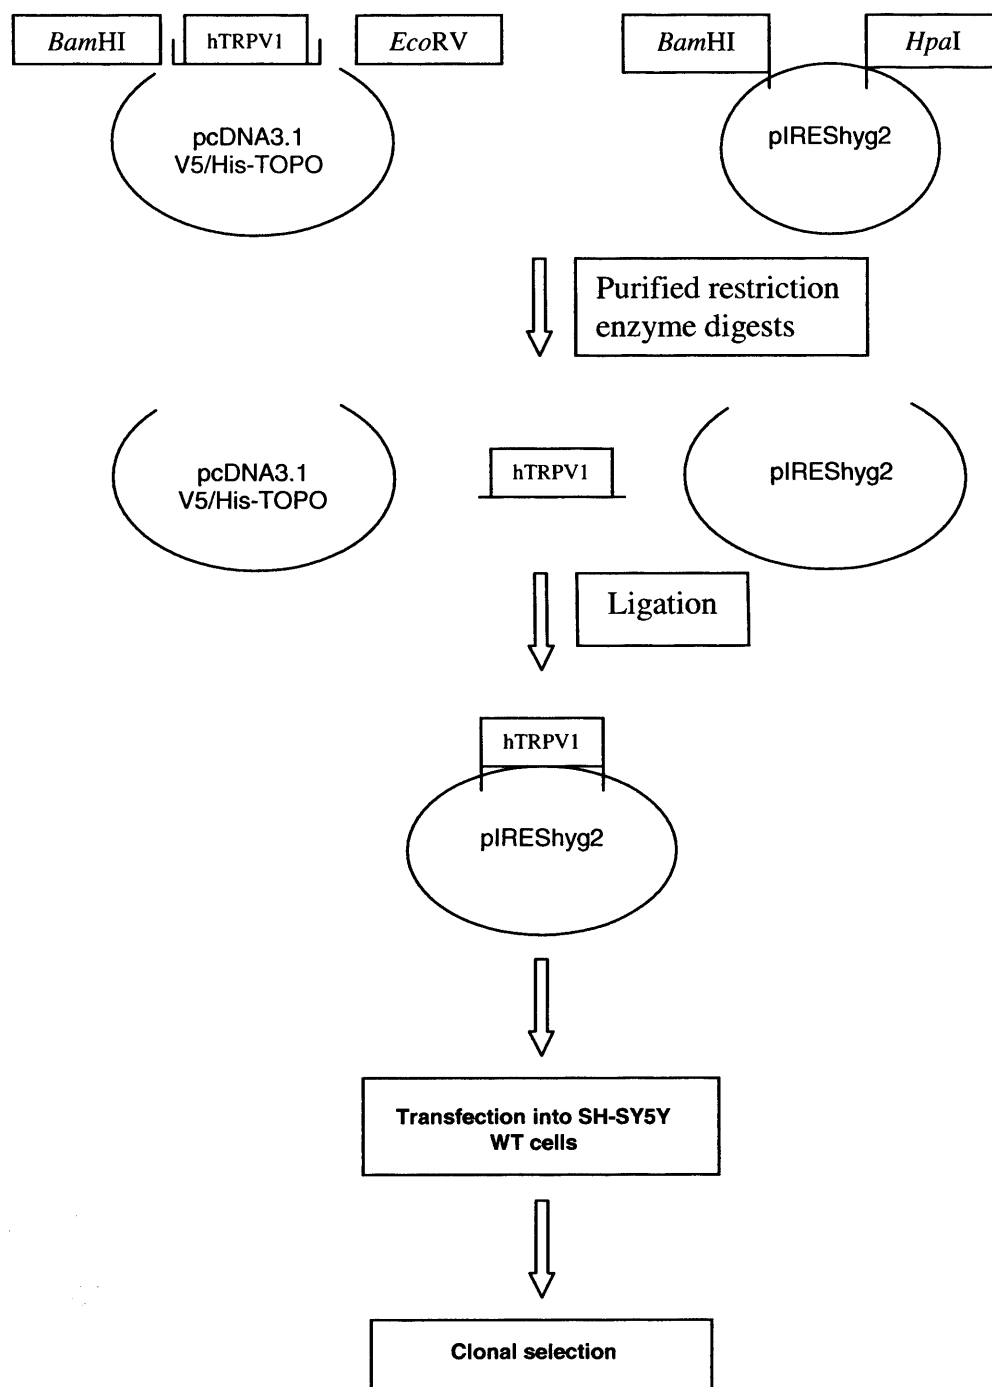 BamHI
hTRPV1
EcoRV
BamHI
HpaI
pcDNA3.1
V5/His-TOPO
pIREShyg2
Purified restriction
enzyme digests
pcDNA3.1
V5/His-TOPO
hTRPV1
pIREShyg2
Ligation
hTRPV1
pIREShyg2
Transfection into SH-SY5Y
WT cells
Clonal selection